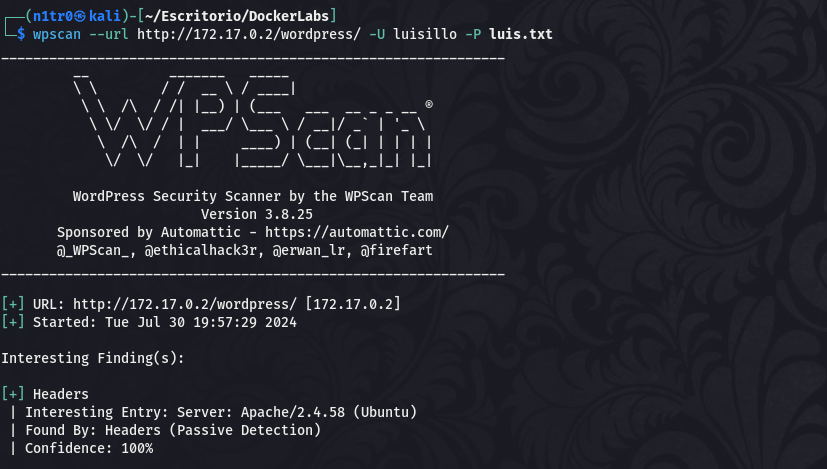 ┌──(n1tr0㉿kali)-[~/Escritorio/DockerLabs]
└─$ wpscan --url http://172.17.0.2/wordpress/ -U luisillo -P luis.txt
_______________________________________________________________
         __          _______   _____
         \ \        / /  __ \ / ____|
          \ \  /\  / /| |__) | (___   ___  __ _ _ __ ®
           \ \/  \/ / |  ___/ \___ \ / __|/ _` | '_ \
            \  /\  /  | |     ____) | (__| (_| | | | |
             \/  \/   |_|    |_____/ \___|\__,_|_| |_|

         WordPress Security Scanner by the WPScan Team
                         Version 3.8.25
       Sponsored by Automattic - https://automattic.com/
       @_WPScan_, @ethicalhack3r, @erwan_lr, @firefart
_______________________________________________________________

[+] URL: http://172.17.0.2/wordpress/ [172.17.0.2]
[+] Started: Tue Jul 30 19:57:29 2024

Interesting Finding(s):

[+] Headers
 | Interesting Entry: Server: Apache/2.4.58 (Ubuntu)
 | Found By: Headers (Passive Detection)
 | Confidence: 100%